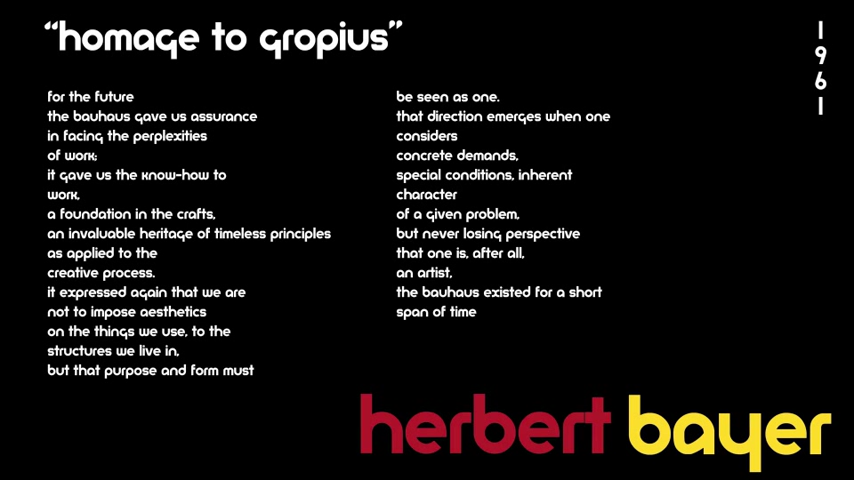 “homage to gropius”
1961
for the future
the bauhaus gave us assurance
in facing the perplexities
of work;
it gave us the know-how to
work,
a foundation in the crafts,
an invaluable heritage of timeless principles
as applied to the
creative process.
it expressed again that we are
not to impose aesthetics
on the things we use, to the
structures we live in,
but that purpose and form must
be seen as one.
that direction emerges when one
considers
concrete demands,
special conditions, inherent
character
of a given problem,
but never losing perspective
that one is, after all,
an artist,
the bauhaus existed for a short
span of time
herbert bayer